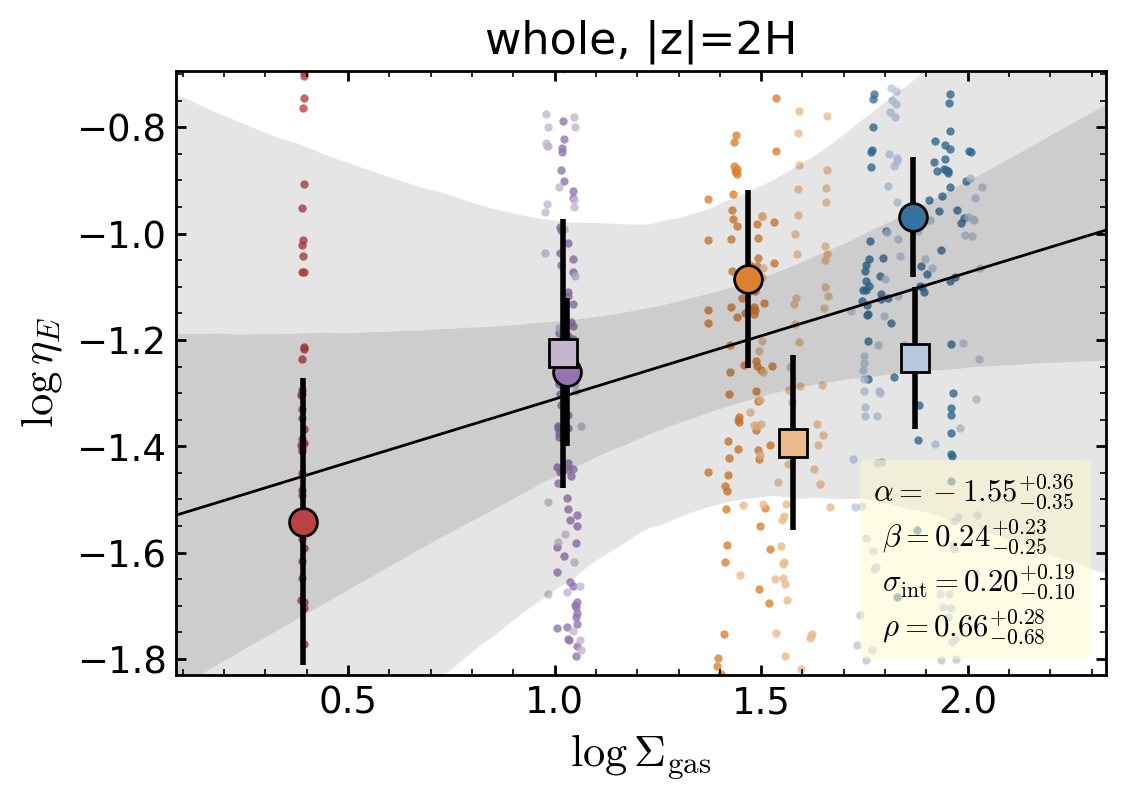 whole, |z|=2H
−0.8
−1.0
−1.2
−1.4
−1.6
−1.8
log η_E
α = −1.55^{+0.36}_{−0.35}
β = 0.24^{+0.23}_{−0.25}
σ_int = 0.20^{+0.19}_{−0.10}
ρ = 0.66^{+0.28}_{−0.68}
0.5 1.0 1.5 2.0
log Σ_gas